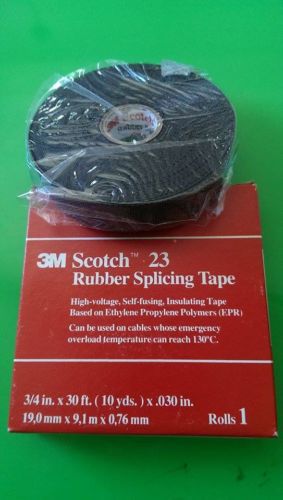 Scotch
3M Scotch™ 23
Rubber Splicing Tape
High-voltage, Self-fusing, Insulating Tape
Based on Ethylene Propylene Polymers (EPR)
Can be used on cables whose emergency
overload temperature can reach 130°C.
3/4 in. x 30 ft. ( 10 yds. ) x .030 in.
19,0 mm x 9,1 m x 0,76 mm Rolls 1